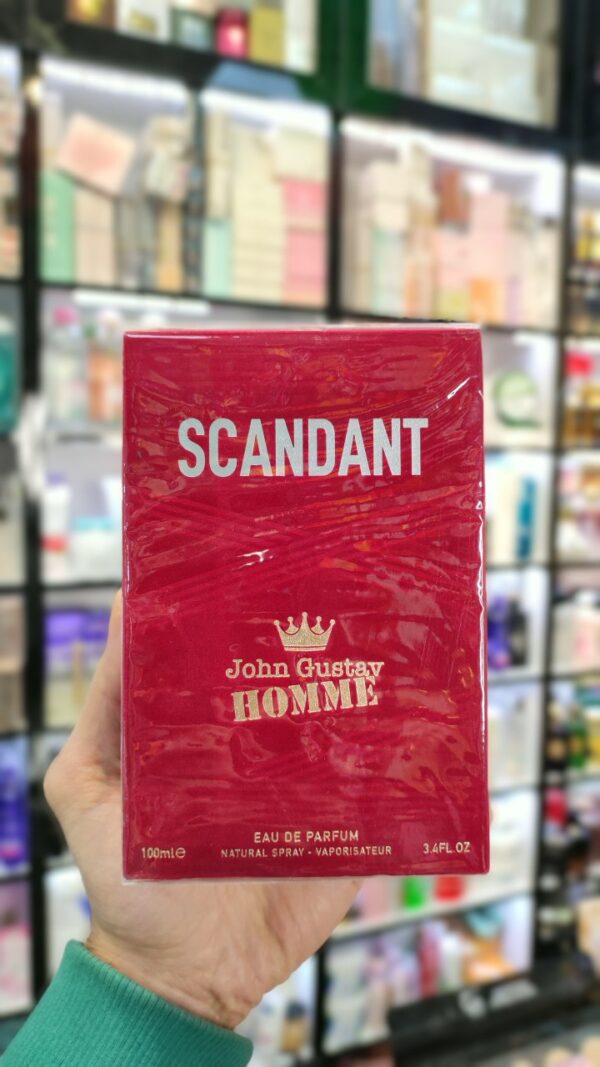 SCANDANT
John Gustav
HOMME
EAU DE PARFUM
100ml℮ NATURAL SPRAY - VAPORISATEUR 3.4FL.OZ